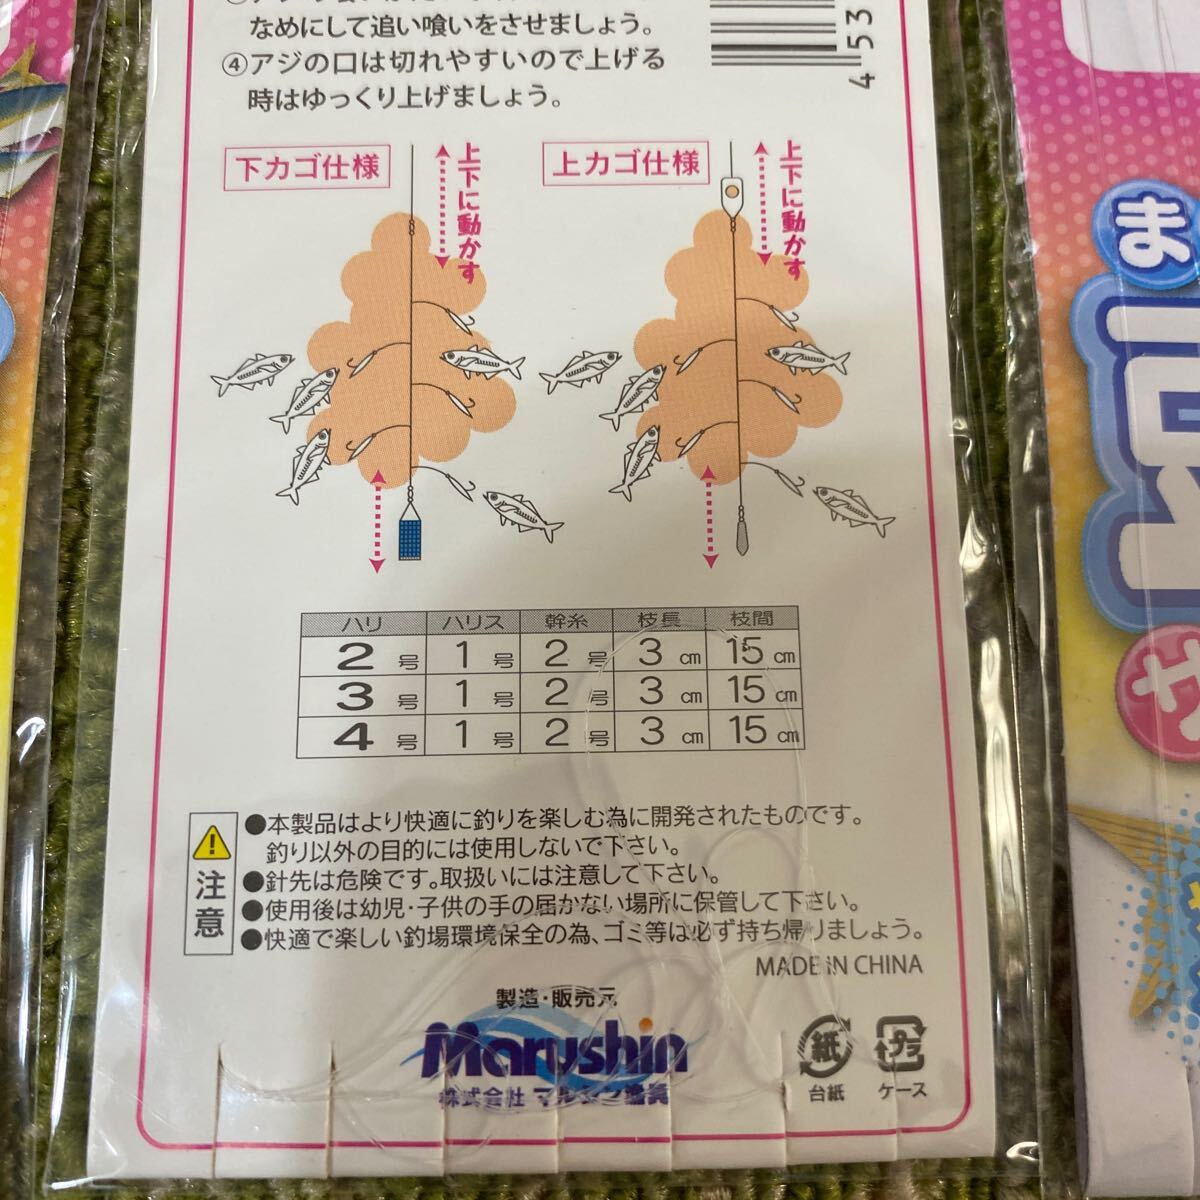 なめにして追い喰いをさせましょう。
④アジの口は切れやすいので上げる
時はゆっくり上げましょう。
4 53
下カゴ仕様
上下に動かす
上カゴ仕様
上下に動かす
ハリ ハリス 幹糸 枝長 枝間
2号 1号 2号 3cm 15cm
3号 1号 2号 3cm 15cm
4号 1号 2号 3cm 15cm
注意
●本製品はより快適に釣りを楽しむ為に開発されたものです。
釣り以外の目的には使用しないで下さい。
●針先は危険です。取扱いには注意して下さい。
●使用後は幼児・子供の手の届かない場所に保管して下さい。
●快適で楽しい釣場環境保全の為、ゴミ等は必ず持ち帰りましょう。
MADE IN CHINA
製造・販売元
Marushin
株式会社 マルシン漁具
紙
台紙
プラ
ケース
ま